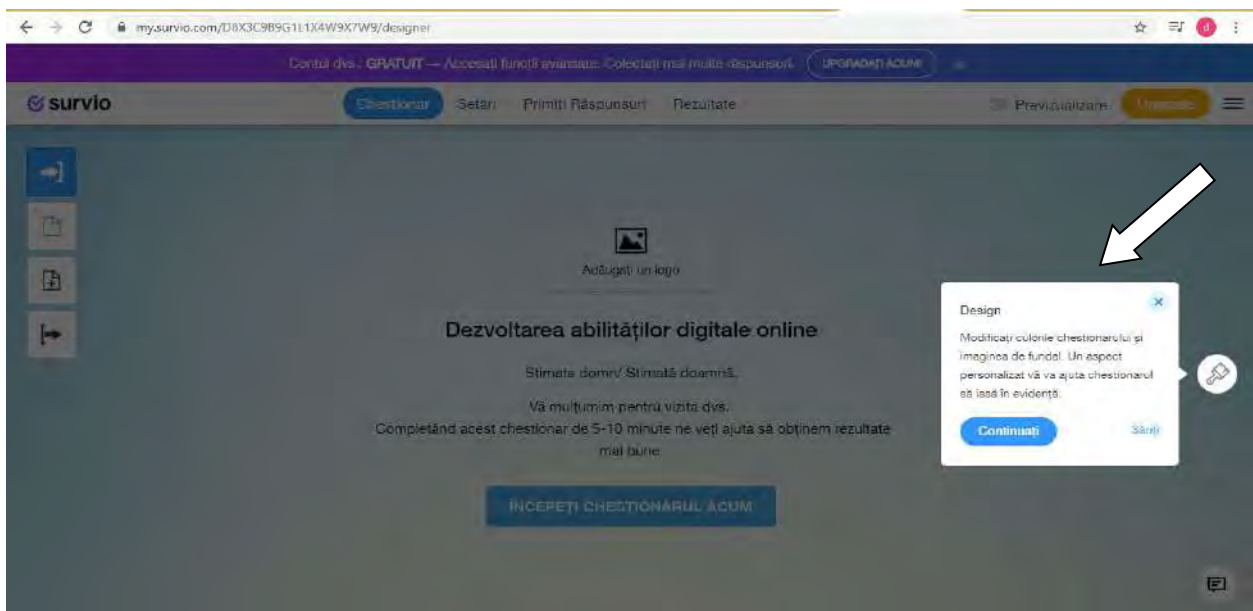 my.survio.com/D8X3C9B9G1L1X4W9X7W9/designer
d
Contul dvs.: GRATUIT — Accesați funcții avansate. Colectați mai multe răspunsuri. UPGRADAȚI ACUM!
survio
Chestionar Setări Primiți Răspunsuri Rezultate Previzualizare
Adăugați un logo
Dezvoltarea abilităților digitale online
Stimate domn/ Stimată doamnă,
Vă mulțumim pentru vizita dvs.
Completând acest chestionar de 5-10 minute ne veți ajuta să obținem rezultate
mai bune
ÎNCEPEȚI CHESTIONARUL ACUM
Design
Modificați culorile chestionarului și
imaginea de fundal. Un aspect
personalizat vă va ajuta chestionarul
să iasă în evidență.
Continuați Săriți